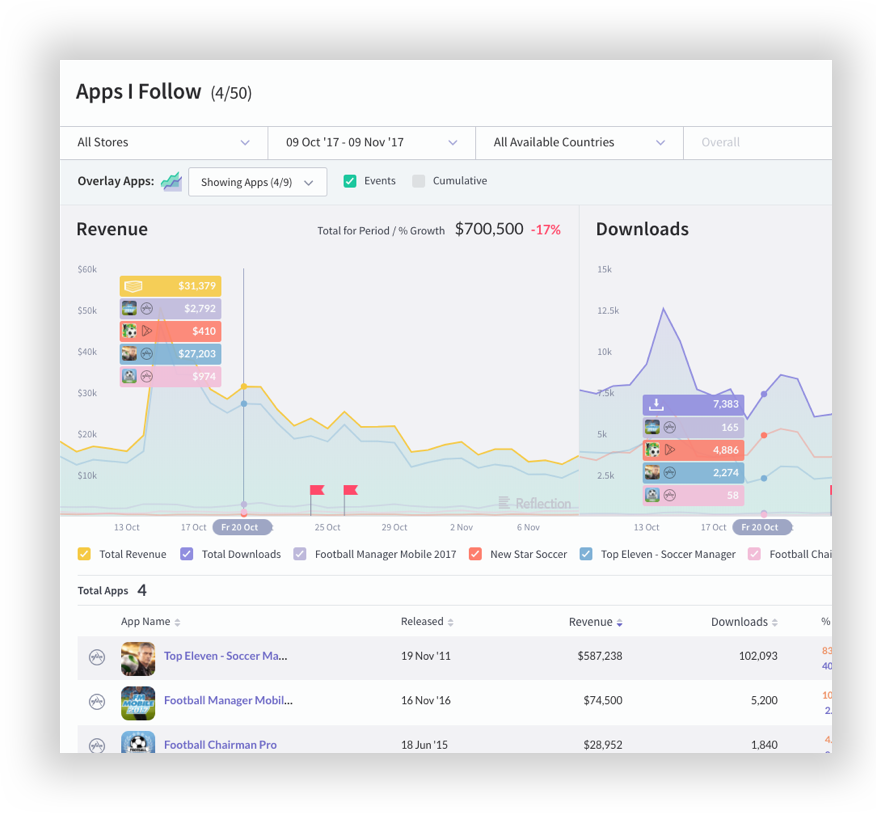 Apps I Follow (4/50)
All Stores 09 Oct '17 - 09 Nov '17 All Available Countries Overall
Overlay Apps: Showing Apps (4/9) Events Cumulative
Revenue Total for Period / % Growth $700,500 -17%
$60k
$50k
$40k
$30k
$20k
$10k
$31,379
$2,792
$410
$27,203
$974
Reflection
13 Oct 17 Oct Fr 20 Oct 25 Oct 29 Oct 2 Nov 6 Nov
Downloads
15k
12.5k
10k
7.5k
5k
2.5k
7,383
165
4,886
2,274
58
13 Oct 17 Oct Fr 20 Oct
Total Revenue Total Downloads Football Manager Mobile 2017 New Star Soccer Top Eleven - Soccer Manager Football Chai
Total Apps 4
App Name Released Revenue Downloads %
Top Eleven - Soccer Ma... 19 Nov '11 $587,238 102,093 83
40
Football Manager Mobil... 16 Nov '16 $74,500 5,200 10
2.
Football Chairman Pro 18 Jun '15 $28,952 1,840 4.